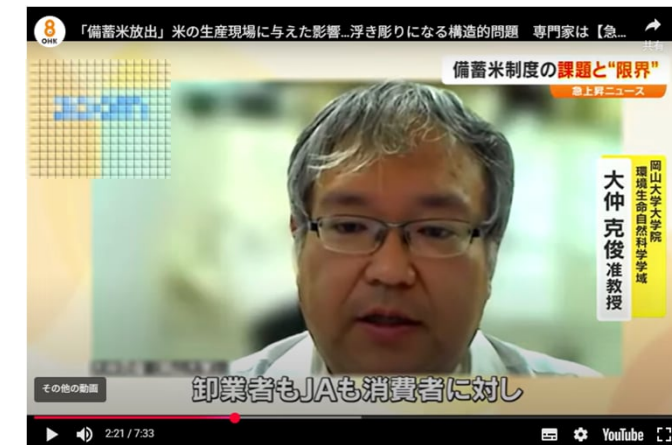 8
OHK
「備蓄米放出」米の生産現場に与えた影響…浮き彫りになる構造的問題　専門家は【急…
共有
備蓄米制度の課題と“限界”
急上昇ニュース
zoom
岡山大学大学院
環境生命自然科学学域
大仲 克俊 准教授
その他の動画
卸業者もJAも消費者に対し
2:21 / 7:33
YouTube